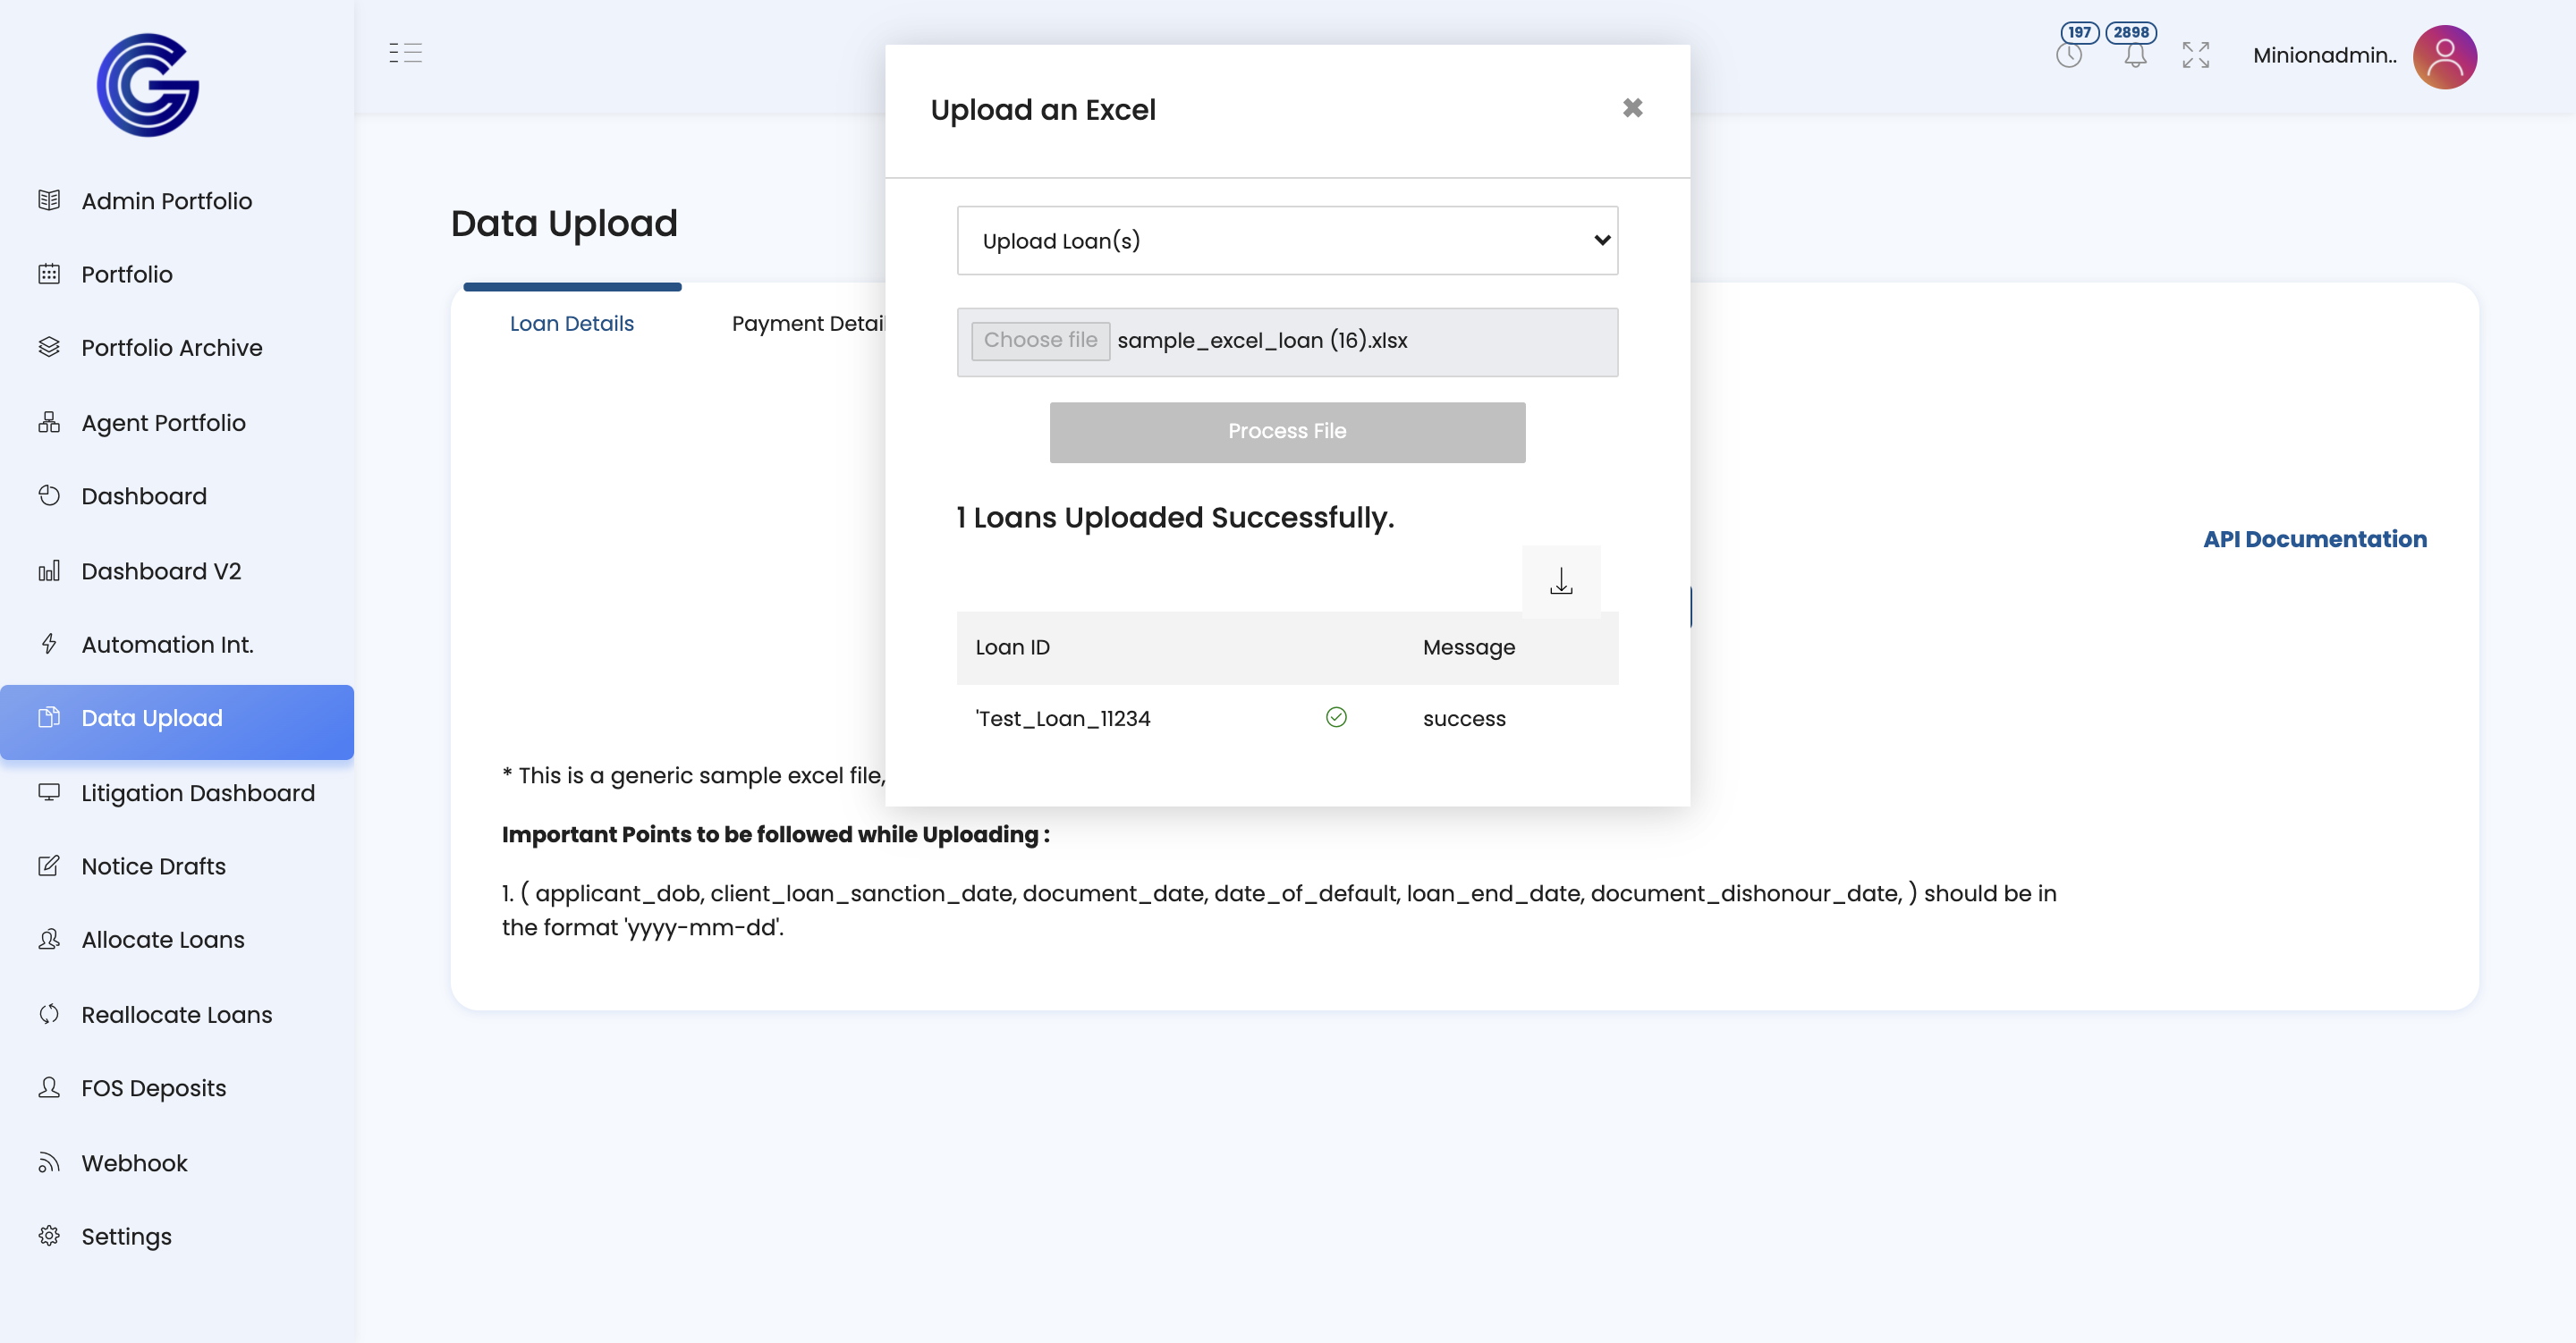 197
2898
Minionadmin..
Admin Portfolio
Portfolio
Portfolio Archive
Agent Portfolio
Dashboard
Dashboard V2
Automation Int.
Data Upload
Litigation Dashboard
Notice Drafts
Allocate Loans
Reallocate Loans
FOS Deposits
Webhook
Settings
Data Upload
Loan Details
Payment Detai
API Documentation
Upload an Excel
Upload Loan(s)
Choose file sample_excel_loan (16).xlsx
Process File
1 Loans Uploaded Successfully.
Loan ID Message
'Test_Loan_11234 success
* This is a generic sample excel file,
Important Points to be followed while Uploading :
1. ( applicant_dob, client_loan_sanction_date, document_date, date_of_default, loan_end_date, document_dishonour_date, ) should be in
the format 'yyyy-mm-dd'.